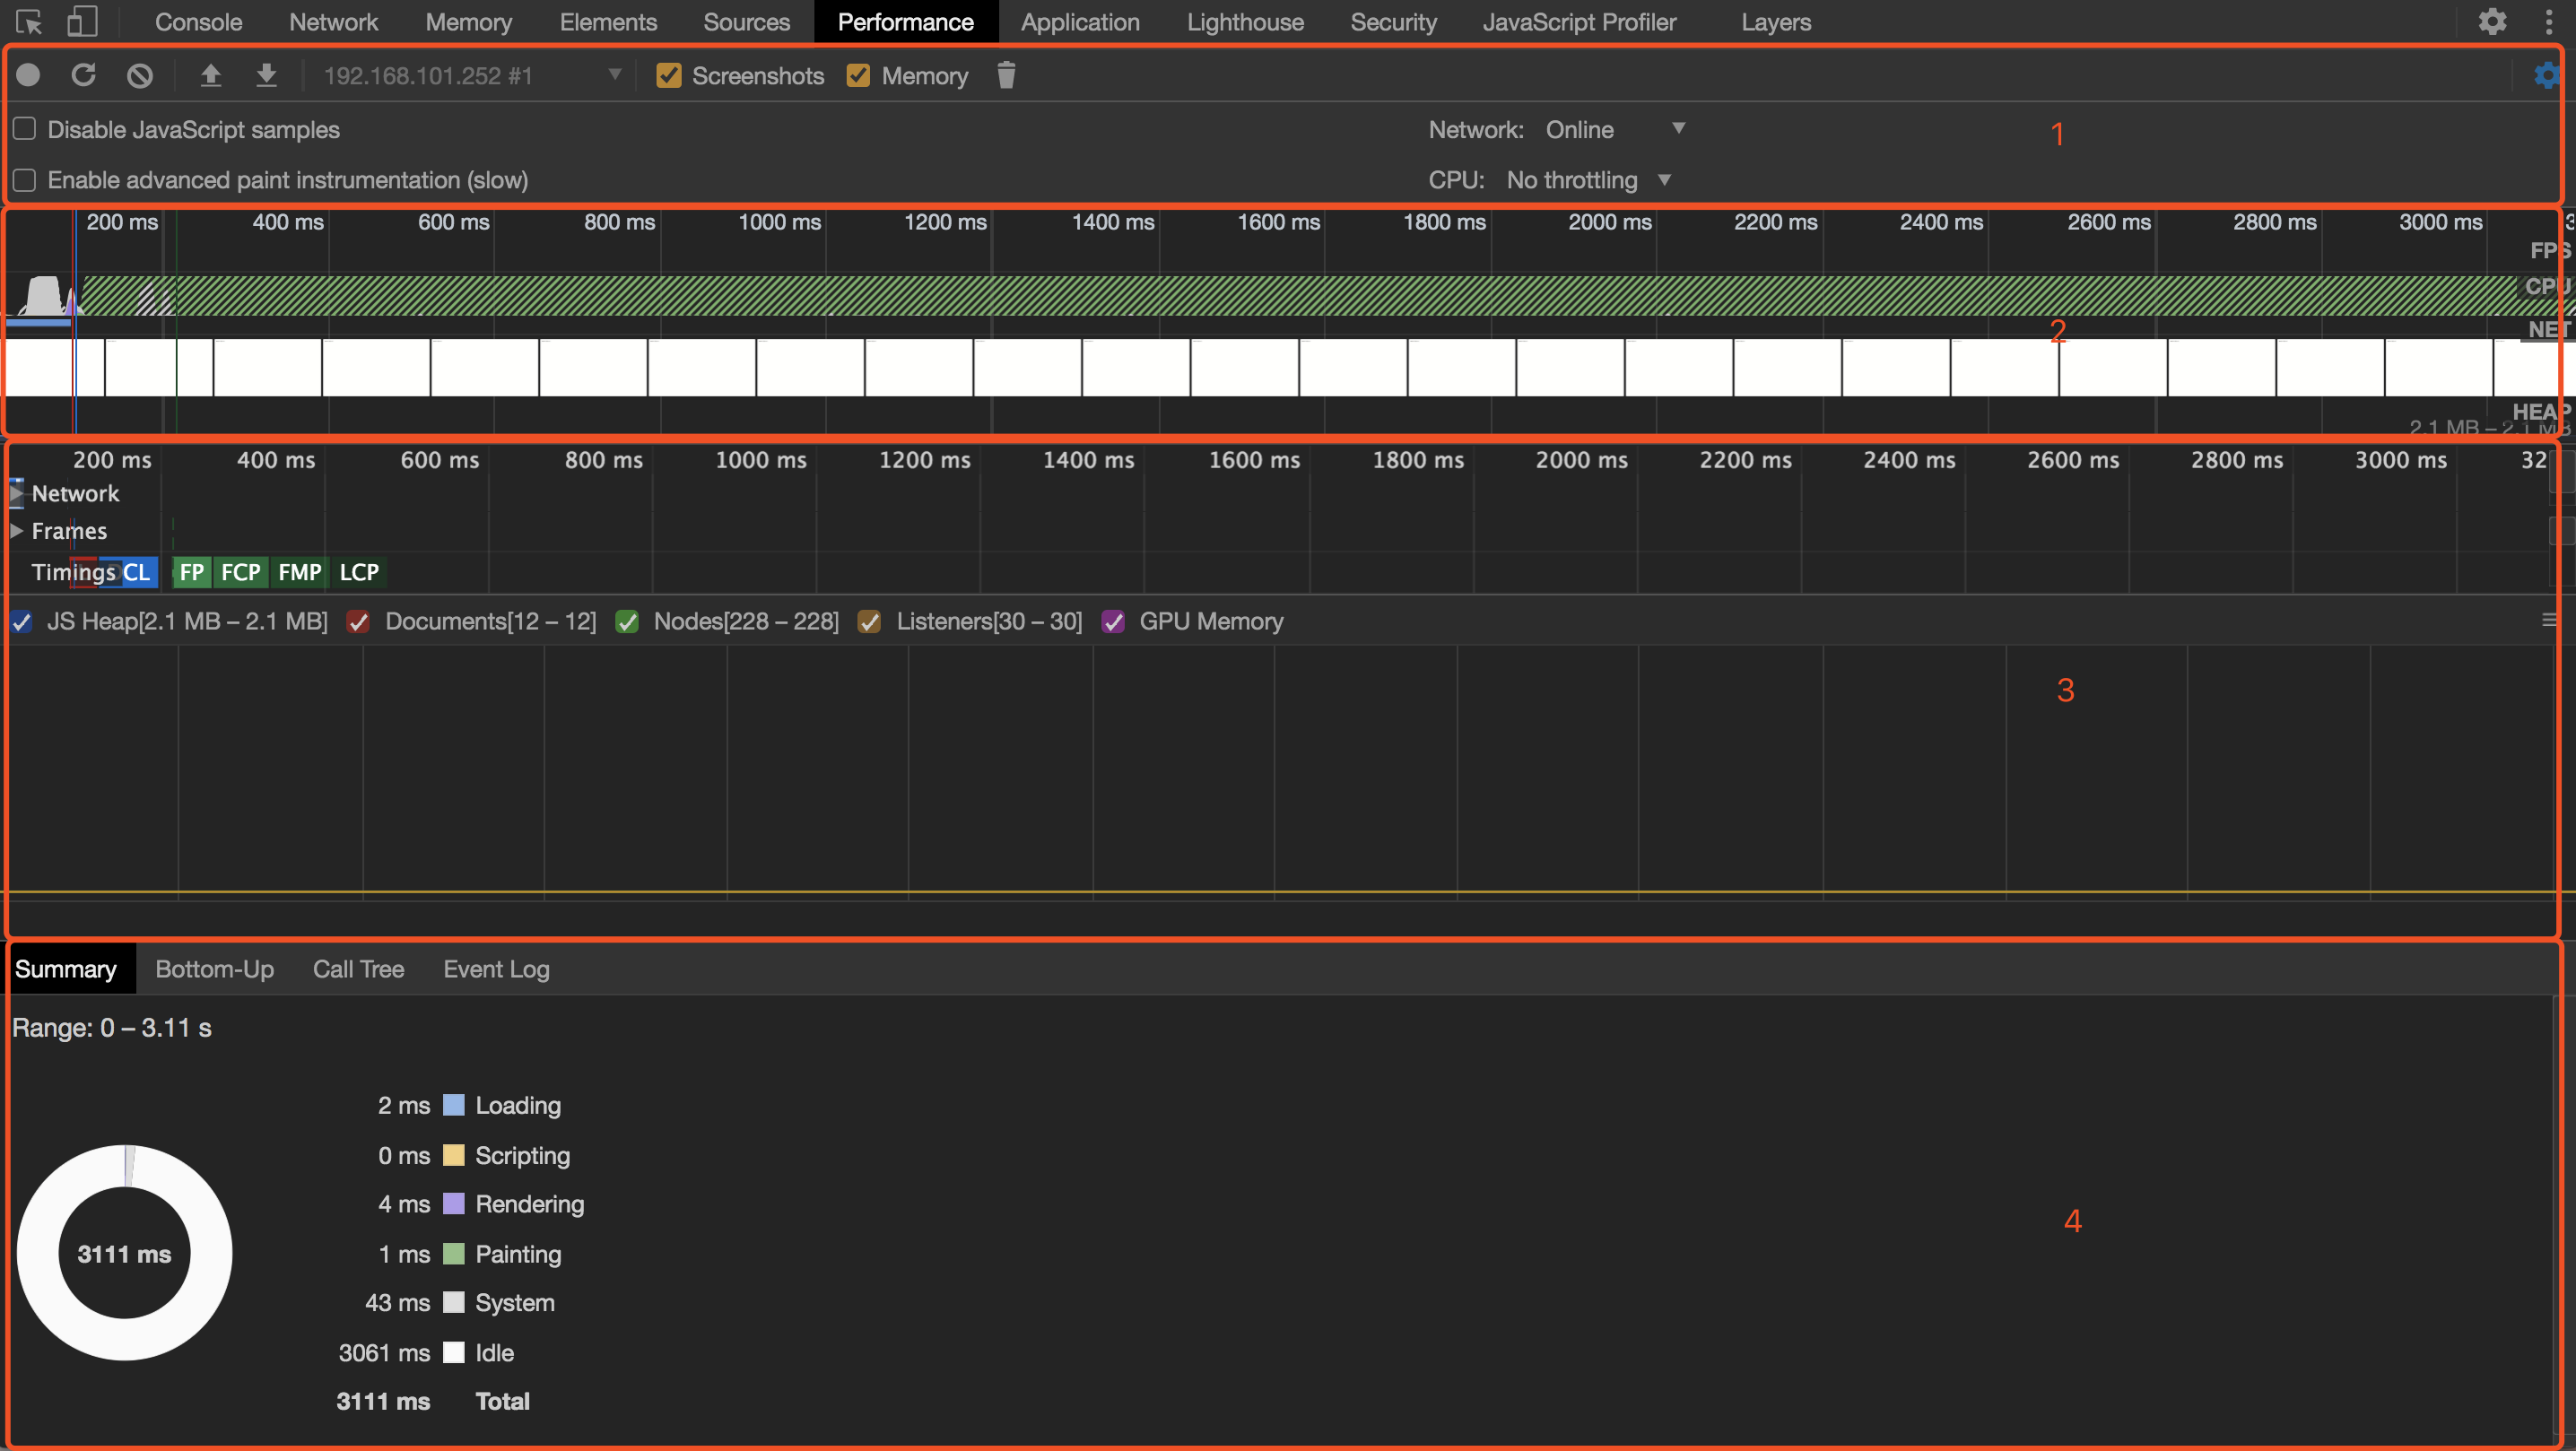 Console Network Memory Elements Sources Performance Application Lighthouse Security JavaScript Profiler Layers
192.168.101.252 #1 Screenshots Memory
Disable JavaScript samples Network: Online 1
Enable advanced paint instrumentation (slow) CPU: No throttling
200 ms 400 ms 600 ms 800 ms 1000 ms 1200 ms 1400 ms 1600 ms 1800 ms 2000 ms 2200 ms 2400 ms 2600 ms 2800 ms 3000 ms 3
FPS
CPU
2 NET
HEAP
2.1 MB – 2.1 MB
200 ms 400 ms 600 ms 800 ms 1000 ms 1200 ms 1400 ms 1600 ms 1800 ms 2000 ms 2200 ms 2400 ms 2600 ms 2800 ms 3000 ms 32
Network
Frames
Timings CL FP FCP FMP LCP
JS Heap[2.1 MB – 2.1 MB] Documents[12 – 12] Nodes[228 – 228] Listeners[30 – 30] GPU Memory
3
Summary Bottom-Up Call Tree Event Log
Range: 0 – 3.11 s
2 ms Loading
0 ms Scripting
4 ms Rendering
4
3111 ms
1 ms Painting
43 ms System
3061 ms Idle
3111 ms Total